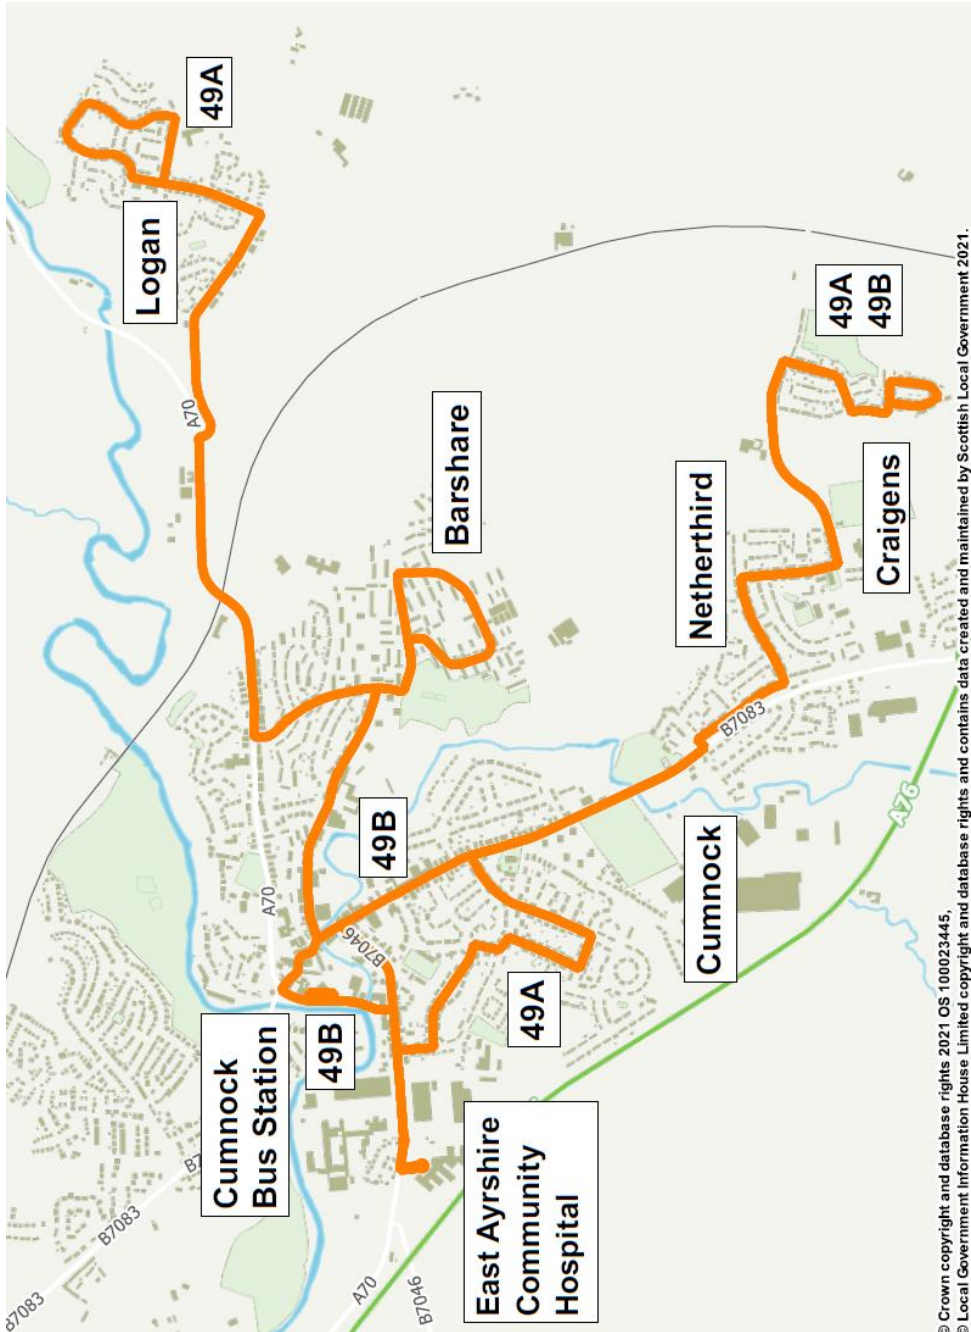 49A
Logan
A70
49A
49B
Barshare
Netherthird
Craigens
B7083
49B
A76
A70
B7046
Cumnock
49A
Cumnock
Bus Station
49B
East Ayrshire
Community
Hospital
B7083
B7083
A70
B7046
© Crown copyright and database rights 2021 OS 100023445,
© Local Government Information House Limited copyright and database rights and contains data created and maintained by Scottish Local Government 2021.